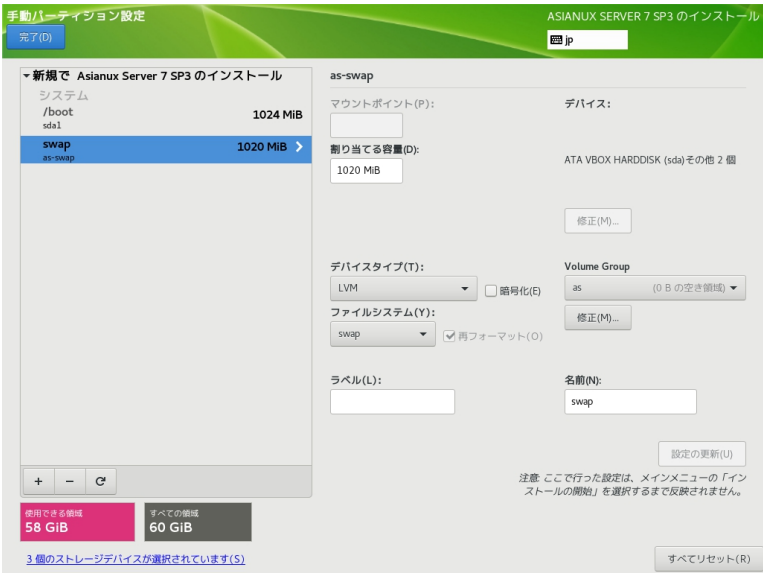 手動パーティション設定
ASIANUX SERVER 7 SP3 のインストール
完了(D)
jp
新規で Asianux Server 7 SP3 のインストール
システム
/boot
1024 MiB
sda1
swap
1020 MiB
as-swap
as-swap
マウントポイント(P):
デバイス:
割り当てる容量(D):
1020 MiB
ATA VBOX HARDDISK (sda)その他 2 個
修正(M)...
デバイスタイプ(T):
Volume Group
LVM
暗号化(E)
as
(0 B の空き領域)
ファイルシステム(Y):
修正(M)...
swap
再フォーマット(O)
ラベル(L):
名前(N):
swap
設定の更新(U)
注意: ここで行った設定は、メインメニューの「イン
ストールの開始」を選択するまで反映されません。
使用できる領域
58 GiB
すべての領域
60 GiB
3 個のストレージデバイスが選択されています(S)
すべてリセット(R)